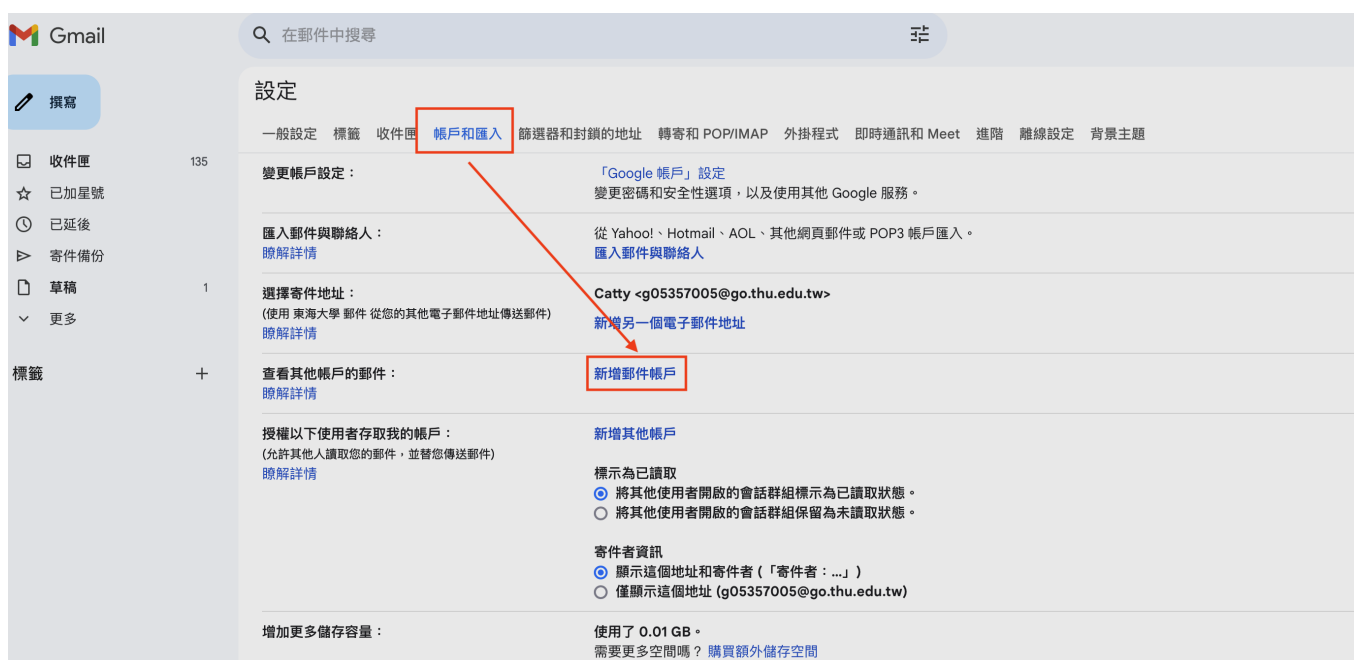 Gmail
在郵件中搜尋
撰寫
收件匣 135
已加星號
已延後
寄件備份
草稿 1
更多
標籤 +
設定
一般設定 標籤 收件匣 帳戶和匯入 篩選器和封鎖的地址 轉寄和 POP/IMAP 外掛程式 即時通訊和 Meet 進階 離線設定 背景主題
變更帳戶設定：
「Google 帳戶」設定
變更密碼和安全性選項，以及使用其他 Google 服務。
匯入郵件與聯絡人：
瞭解詳情
從 Yahoo!、Hotmail、AOL、其他網頁郵件或 POP3 帳戶匯入。
匯入郵件與聯絡人
選擇寄件地址：
(使用 東海大學 郵件 從您的其他電子郵件地址傳送郵件)
瞭解詳情
Catty <g05357005@go.thu.edu.tw>
新增另一個電子郵件地址
查看其他帳戶的郵件：
瞭解詳情
新增郵件帳戶
授權以下使用者存取我的帳戶：
(允許其他人讀取您的郵件，並替您傳送郵件)
瞭解詳情
新增其他帳戶
標示為已讀取
將其他使用者開啟的會話群組標示為已讀取狀態。
將其他使用者開啟的會話群組保留為未讀取狀態。
寄件者資訊
顯示這個地址和寄件者 (「寄件者：...」)
僅顯示這個地址 (g05357005@go.thu.edu.tw)
增加更多儲存容量：
使用了 0.01 GB。
需要更多空間嗎？ 購買額外儲存空間